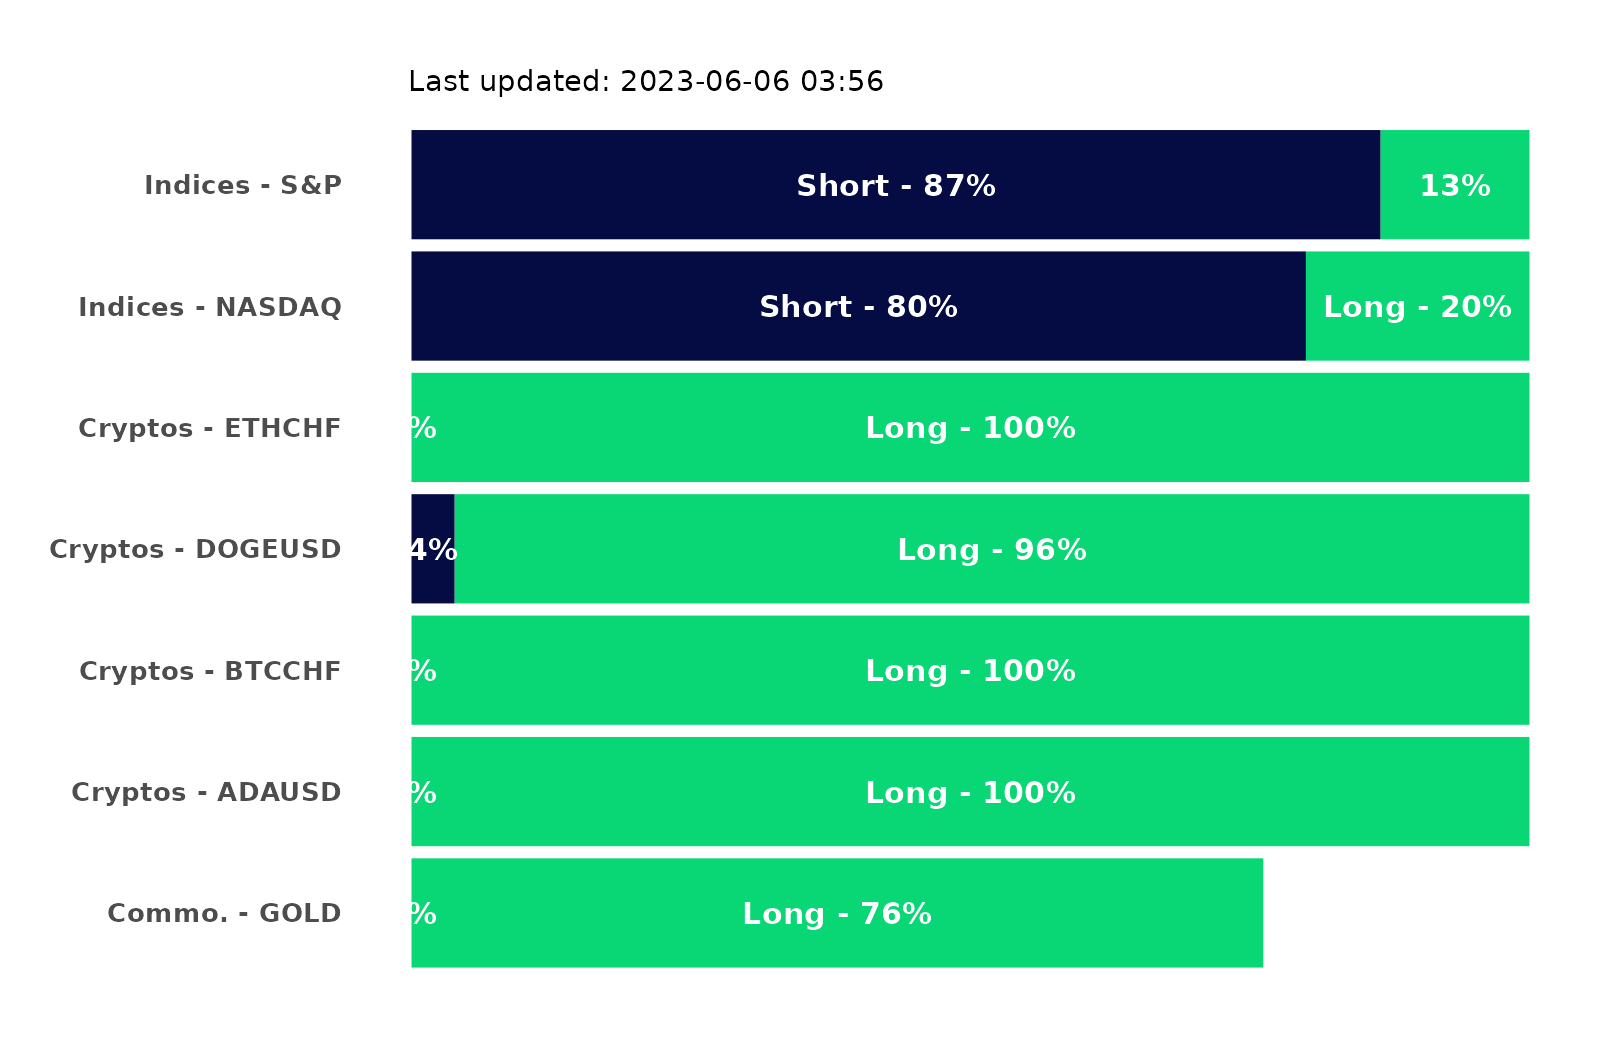 Last updated: 2023-06-06 03:56
Indices - S&P Short - 87% 13%
Indices - NASDAQ Short - 80% Long - 20%
Cryptos - ETHCHF % Long - 100%
Cryptos - DOGEUSD 4% Long - 96%
Cryptos - BTCCHF % Long - 100%
Cryptos - ADAUSD % Long - 100%
Commo. - GOLD % Long - 76%